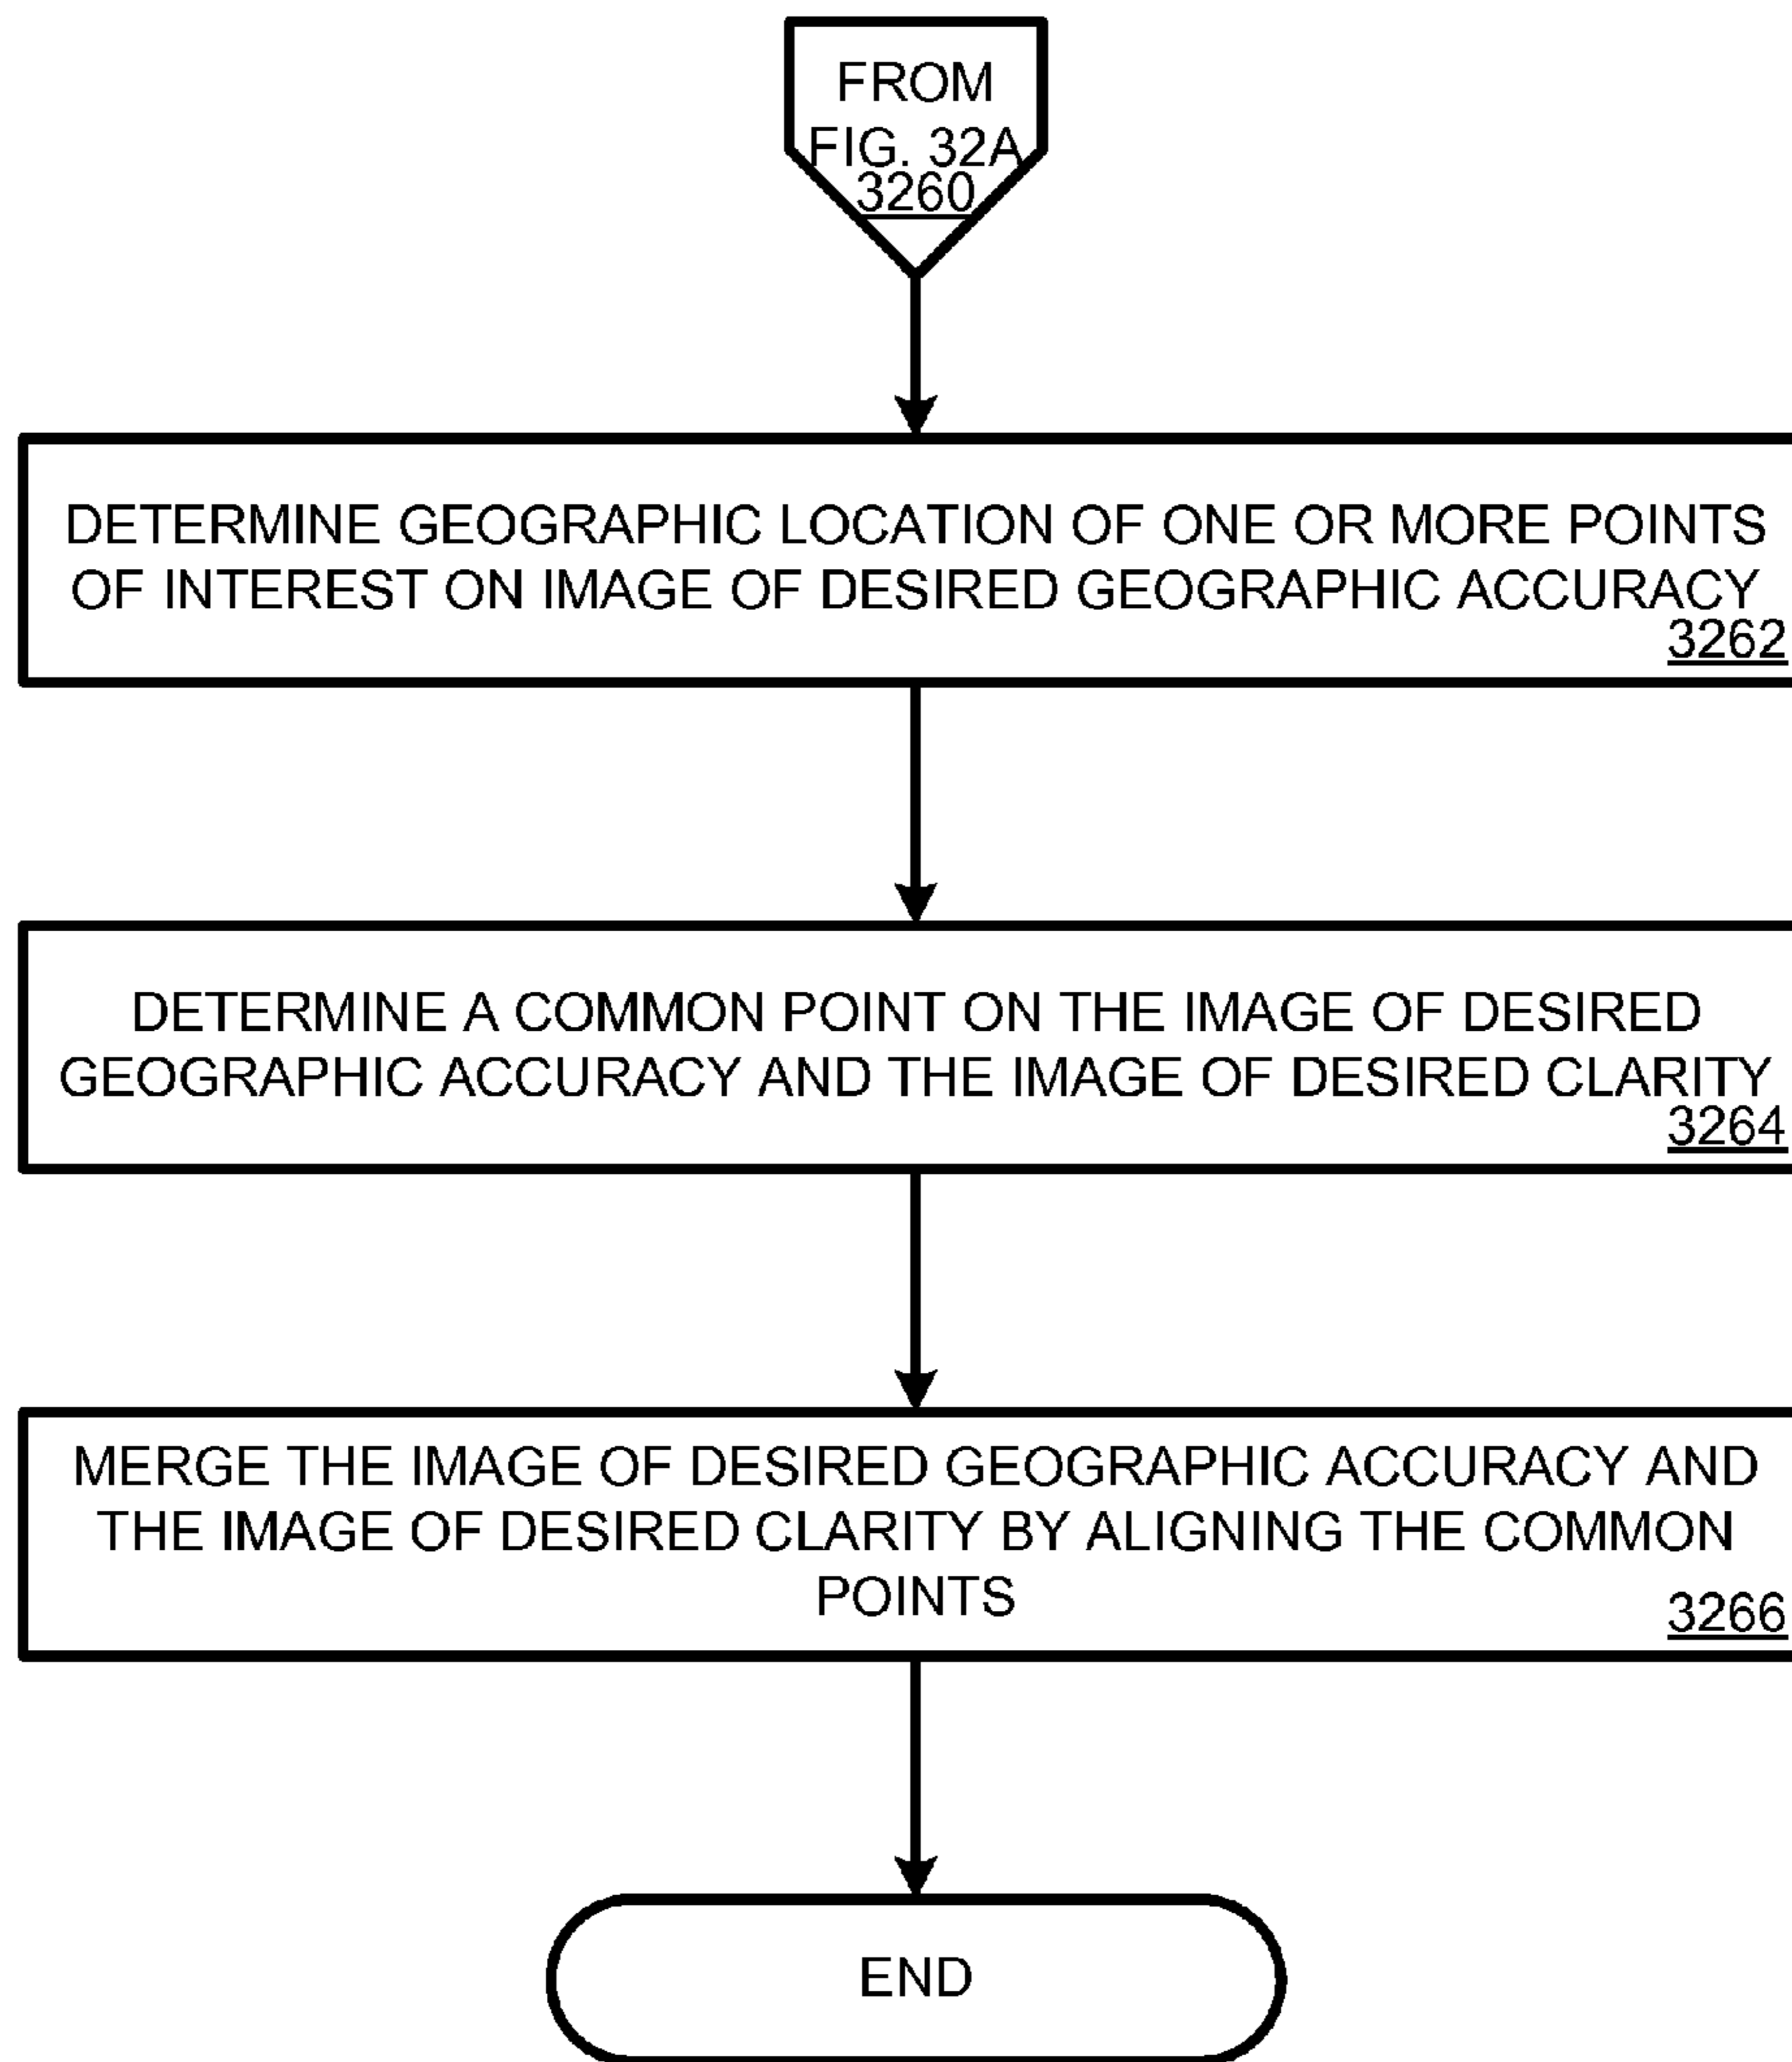 FROM
FIG. 32A
3260
DETERMINE GEOGRAPHIC LOCATION OF ONE OR MORE POINTS
OF INTEREST ON IMAGE OF DESIRED GEOGRAPHIC ACCURACY
3262
DETERMINE A COMMON POINT ON THE IMAGE OF DESIRED
GEOGRAPHIC ACCURACY AND THE IMAGE OF DESIRED CLARITY
3264
MERGE THE IMAGE OF DESIRED GEOGRAPHIC ACCURACY AND
THE IMAGE OF DESIRED CLARITY BY ALIGNING THE COMMON
POINTS
3266
END